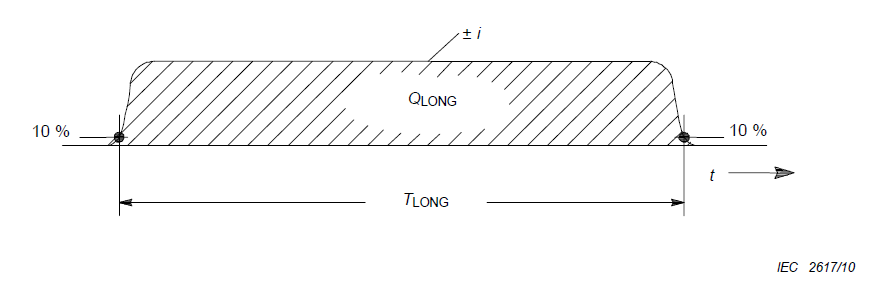 ± i
QLONG
10 %
10 %
t
TLONG
IEC 2617/10